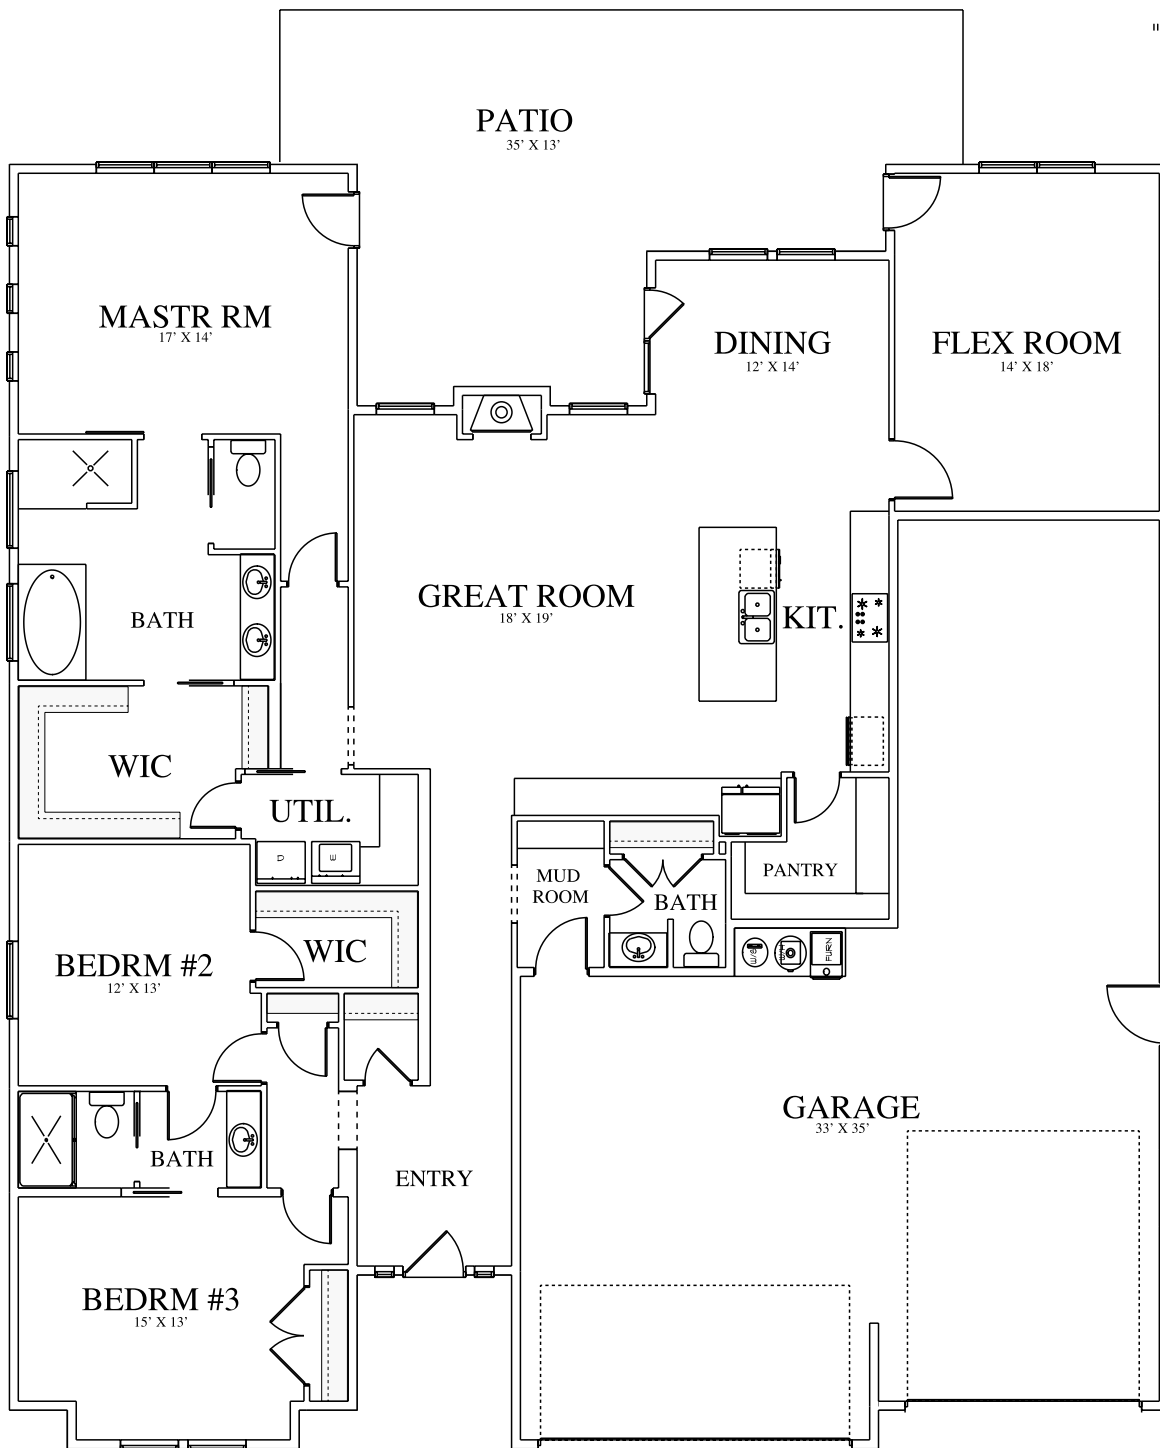 "
PATIO
35' X 13'
MASTR RM
17' X 14'
DINING
12' X 14'
FLEX ROOM
14' X 18'
GREAT ROOM
18' X 19'
KIT.
BATH
WIC
UTIL.
D
PANTRY
MUD
ROOM
BATH
WIC
BEDRM #2
12' X 13'
W/S
W/H
FURN
GARAGE
33' X 35'
BATH
ENTRY
BEDRM #3
15' X 13'